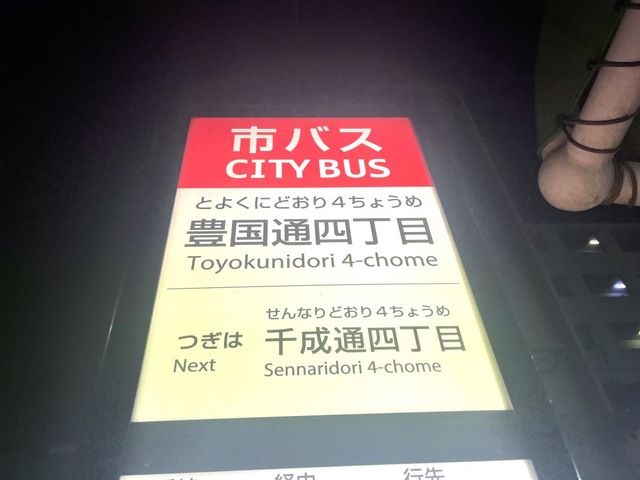 市バス
CITY BUS
とよくにどおり４ちょうめ
豊国通四丁目
Toyokunidori 4-chome
せんなりどおり４ちょうめ
つぎは 千成通四丁目
Next Sennaridori 4-chome
経由 行先